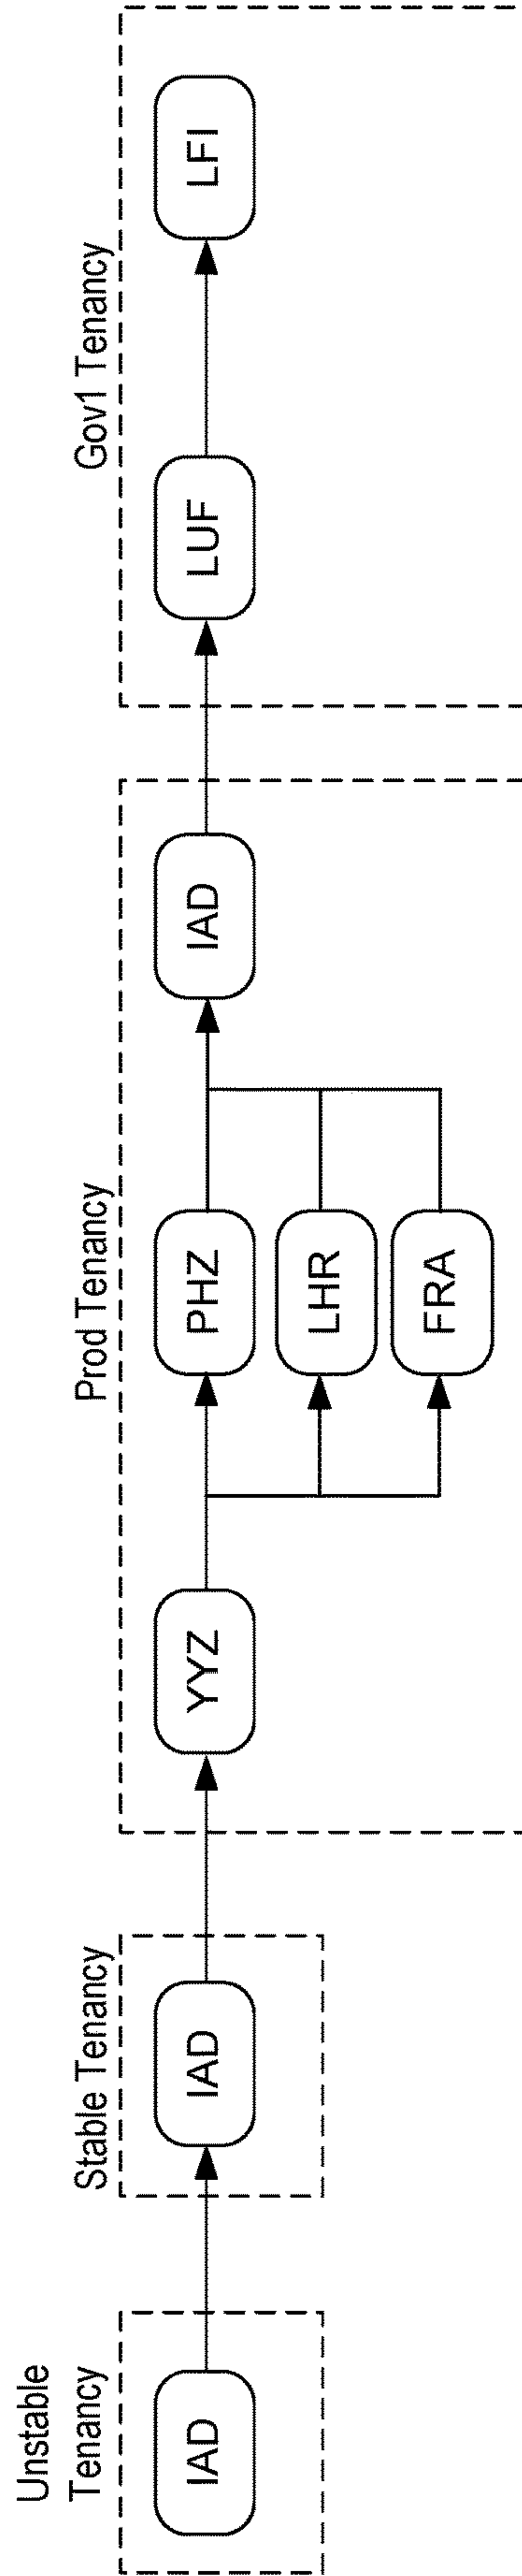 Unstable
Tenancy
IAD
Stable Tenancy
IAD
Prod Tenancy
YYZ
PHZ
LHR
FRA
IAD
Gov1 Tenancy
LUF
LFI